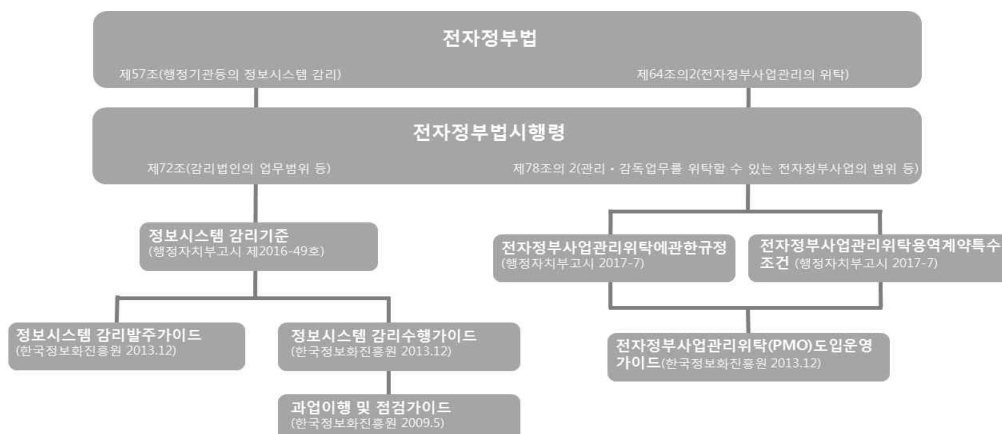 전자정부법
제57조(행정기관등의 정보시스템 감리)
제64조의2(전자정부사업관리의 위탁)
전자정부법시행령
제72조(감리법인의 업무범위 등)
제78조의 2(관리・감독업무를 위탁할 수 있는 전자정부사업의 범위 등)
정보시스템 감리기준
(행정자치부고시 제2016-49호)
전자정부사업관리위탁에관한규정
(행정자치부고시 2017-7)
전자정부사업관리위탁용역계약특수
조건 (행정자치부고시 2017-7)
정보시스템 감리발주가이드
(한국정보화진흥원 2013.12)
정보시스템 감리수행가이드
(한국정보화진흥원 2013.12)
전자정부사업관리위탁(PMO)도입운영
가이드(한국정보화진흥원 2013.12)
과업이행 및 점검가이드
(한국정보화진흥원 2009.5)